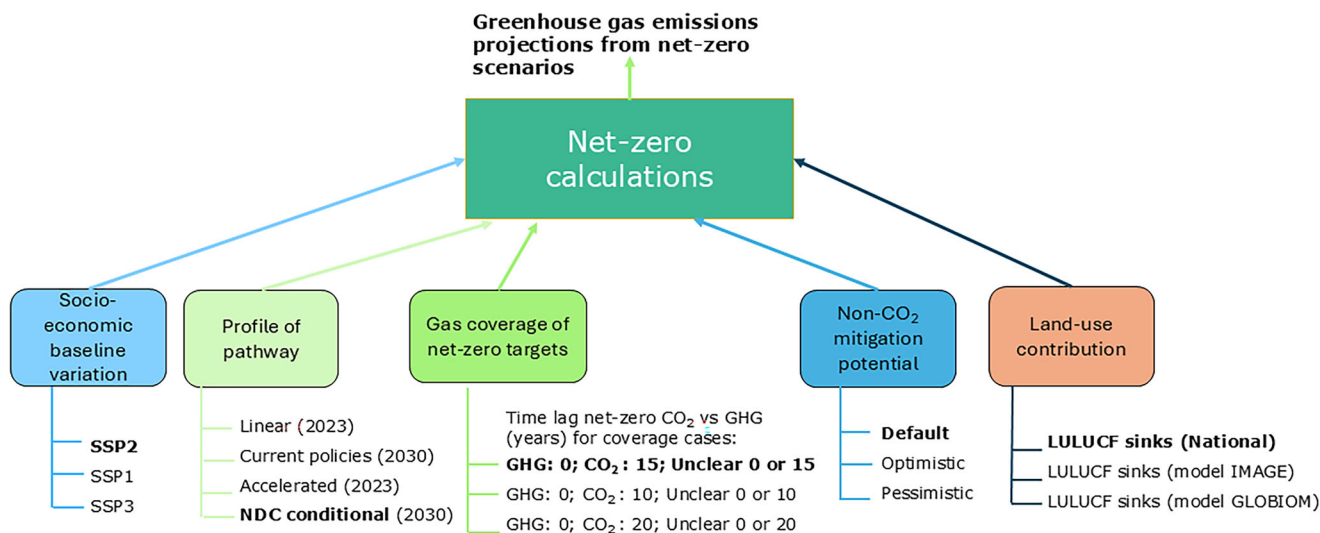 Greenhouse gas emissions
projections from net-zero
scenarios
Net-zero
calculations
Socio-
economic
baseline
variation
SSP2
SSP1
SSP3
Profile of
pathway
Linear (2023)
Current policies (2030)
Accelerated (2023)
NDC conditional (2030)
Gas coverage of
net-zero targets
Time lag net-zero CO₂ vs GHG
(years) for coverage cases:
GHG: 0; CO₂: 15; Unclear 0 or 15
GHG: 0; CO₂: 10; Unclear 0 or 10
GHG: 0; CO₂: 20; Unclear 0 or 20
Non-CO₂
mitigation
potential
Default
Optimistic
Pessimistic
Land-use
contribution
LULUCF sinks (National)
LULUCF sinks (model IMAGE)
LULUCF sinks (model GLOBIOM)